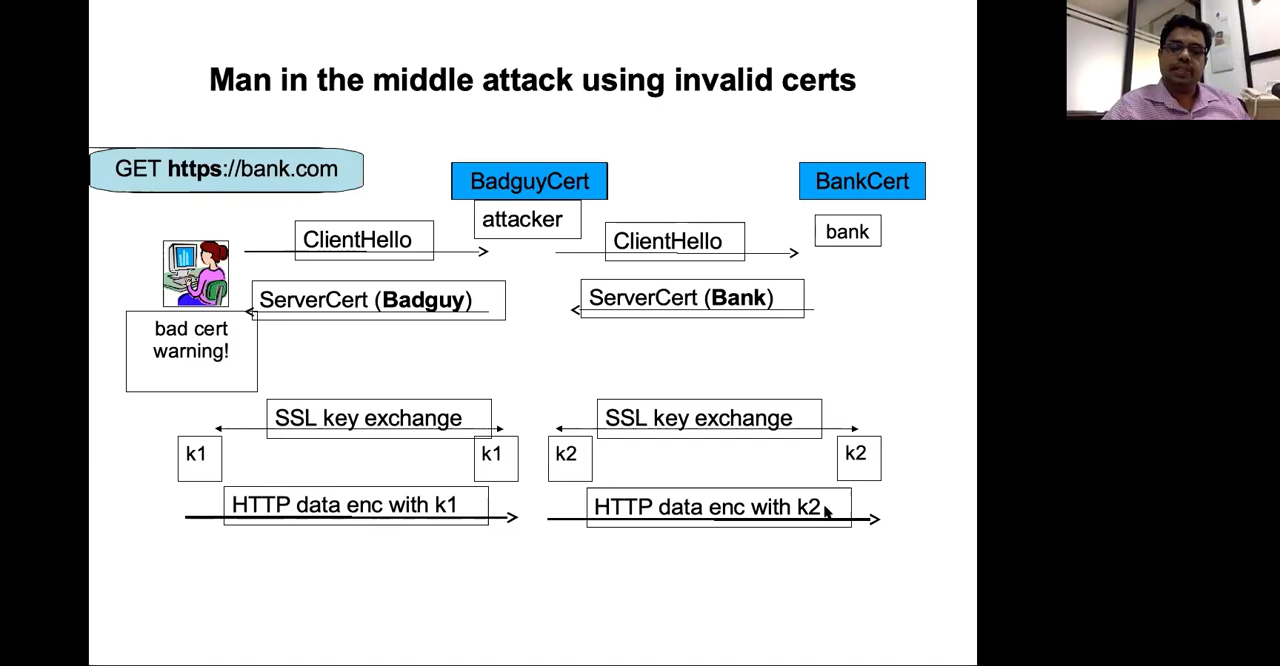 Man in the middle attack using invalid certs
GET https://bank.com
BadguyCert
BankCert
attacker
bank
ClientHello
ClientHello
ServerCert (Badguy)
ServerCert (Bank)
bad cert
warning!
SSL key exchange
SSL key exchange
k1
k1
k2
k2
HTTP data enc with k1
HTTP data enc with k2